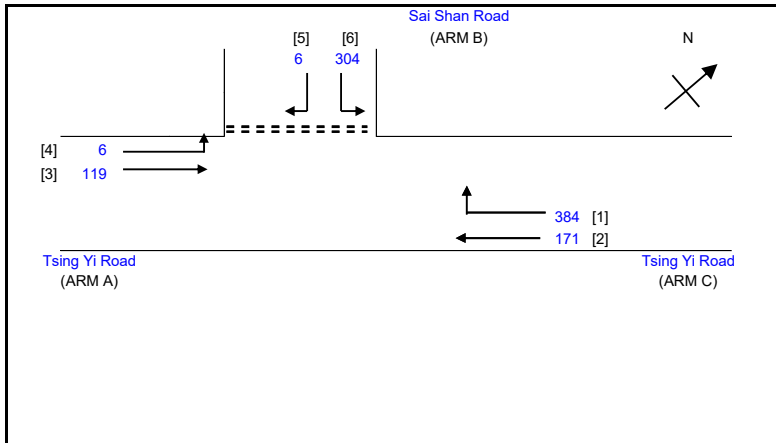 Sai Shan Road
[5] [6] (ARM B) N
6 304
[4] 6
[3] 119
384 [1]
171 [2]
Tsing Yi Road Tsing Yi Road
(ARM A) (ARM C)